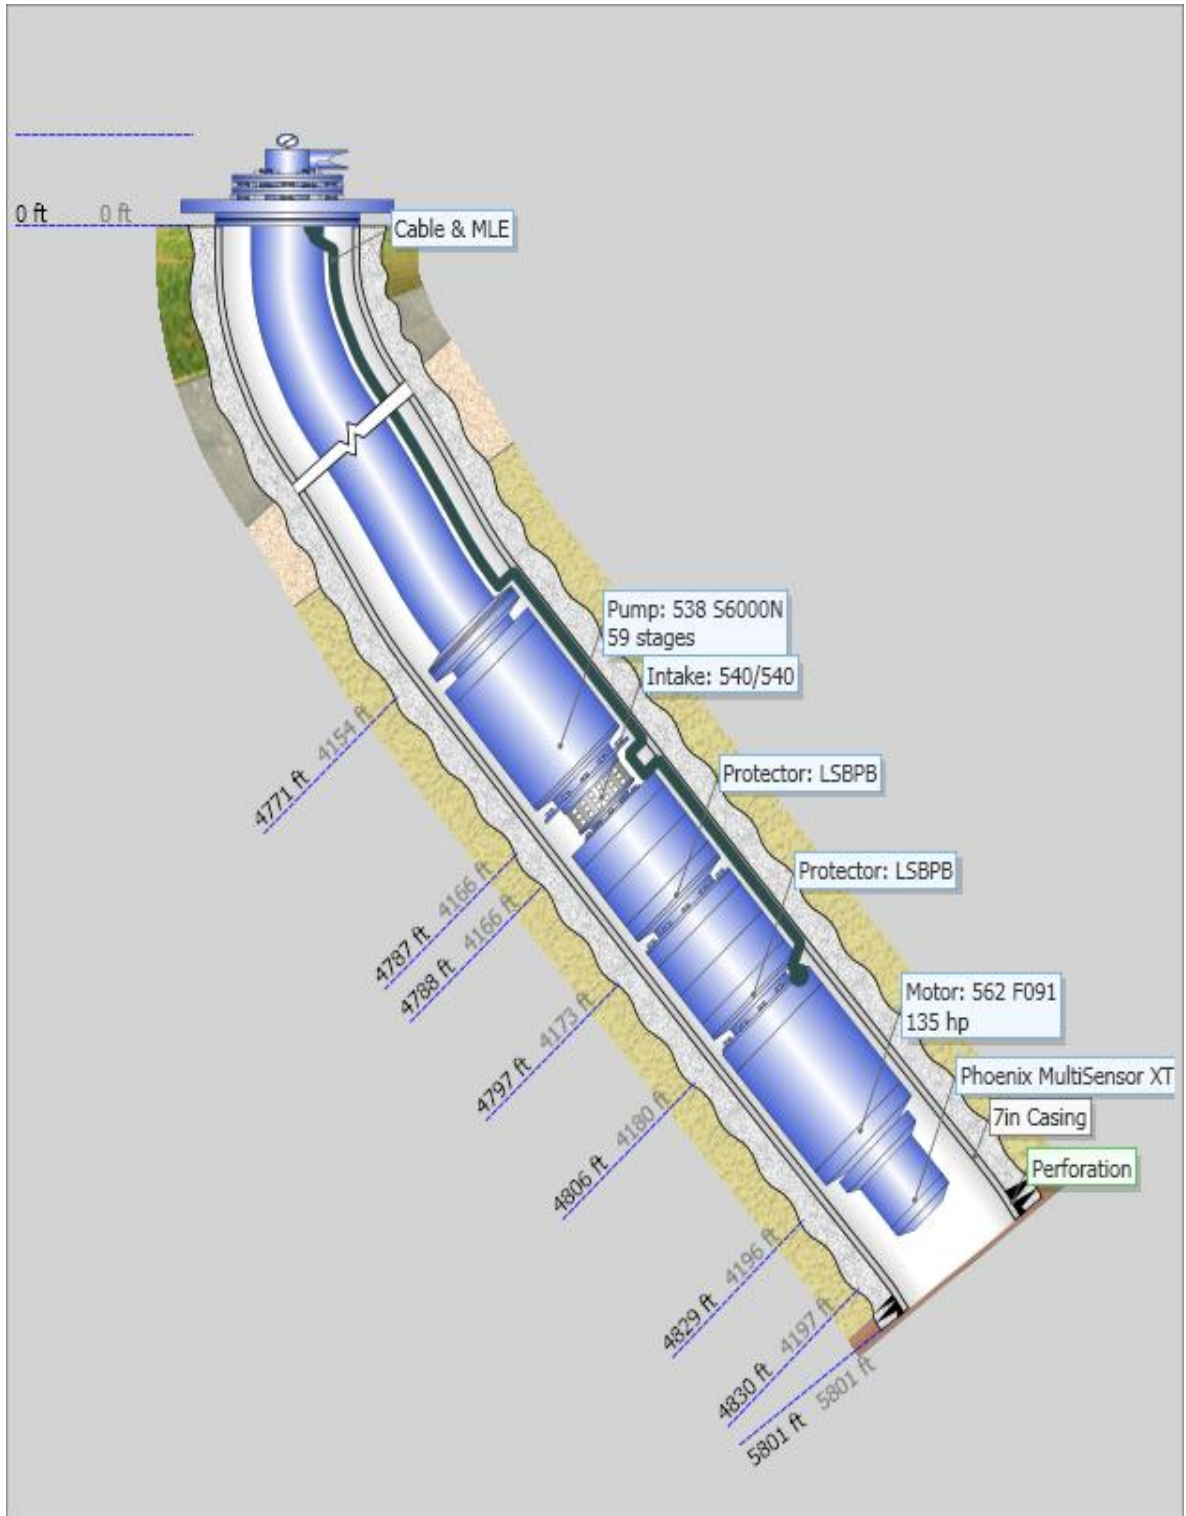 0 ft 0 ft
Cable & MLE
Pump: 538 S6000N
59 stages
Intake: 540/540
Protector: LSBPB
Protector: LSBPB
Motor: 562 F091
135 hp
Phoenix MultiSensor XT
7in Casing
Perforation
4771 ft 4154 ft
4787 ft 4166 ft
4788 ft 4166 ft
4797 ft 4173 ft
4806 ft 4180 ft
4829 ft 4196 ft
4830 ft 4197 ft
5801 ft 5801 ft